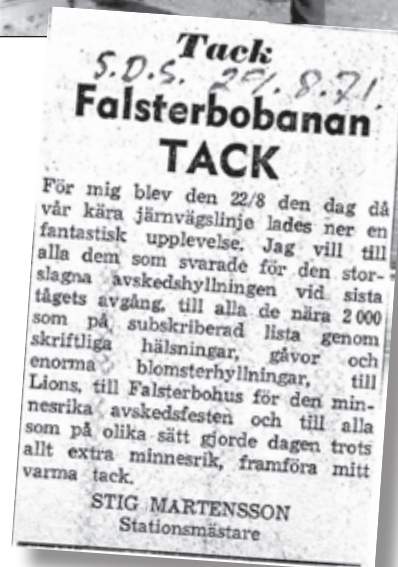 Tack
S.D.S. 25/8.71.
Falsterbobanan
TACK
För mig blev den 22/8 den dag då
vår kära järnvägslinje lades ner en
fantastisk upplevelse. Jag vill till
alla dem som svarade för den stor-
slagna avskedshyllningen vid sista
tågets avgång, till alla de nära 2 000
som på subskriberad lista genom
skriftliga hälsningar, gåvor och
enorma blomsterhyllningar, till
Lions, till Falsterbohus för den min-
nesrika avskedsfesten och till alla
som på olika sätt gjorde dagen trots
allt extra minnesrik, framföra mitt
varma tack.
STIG MARTENSSON
Stationsmästare